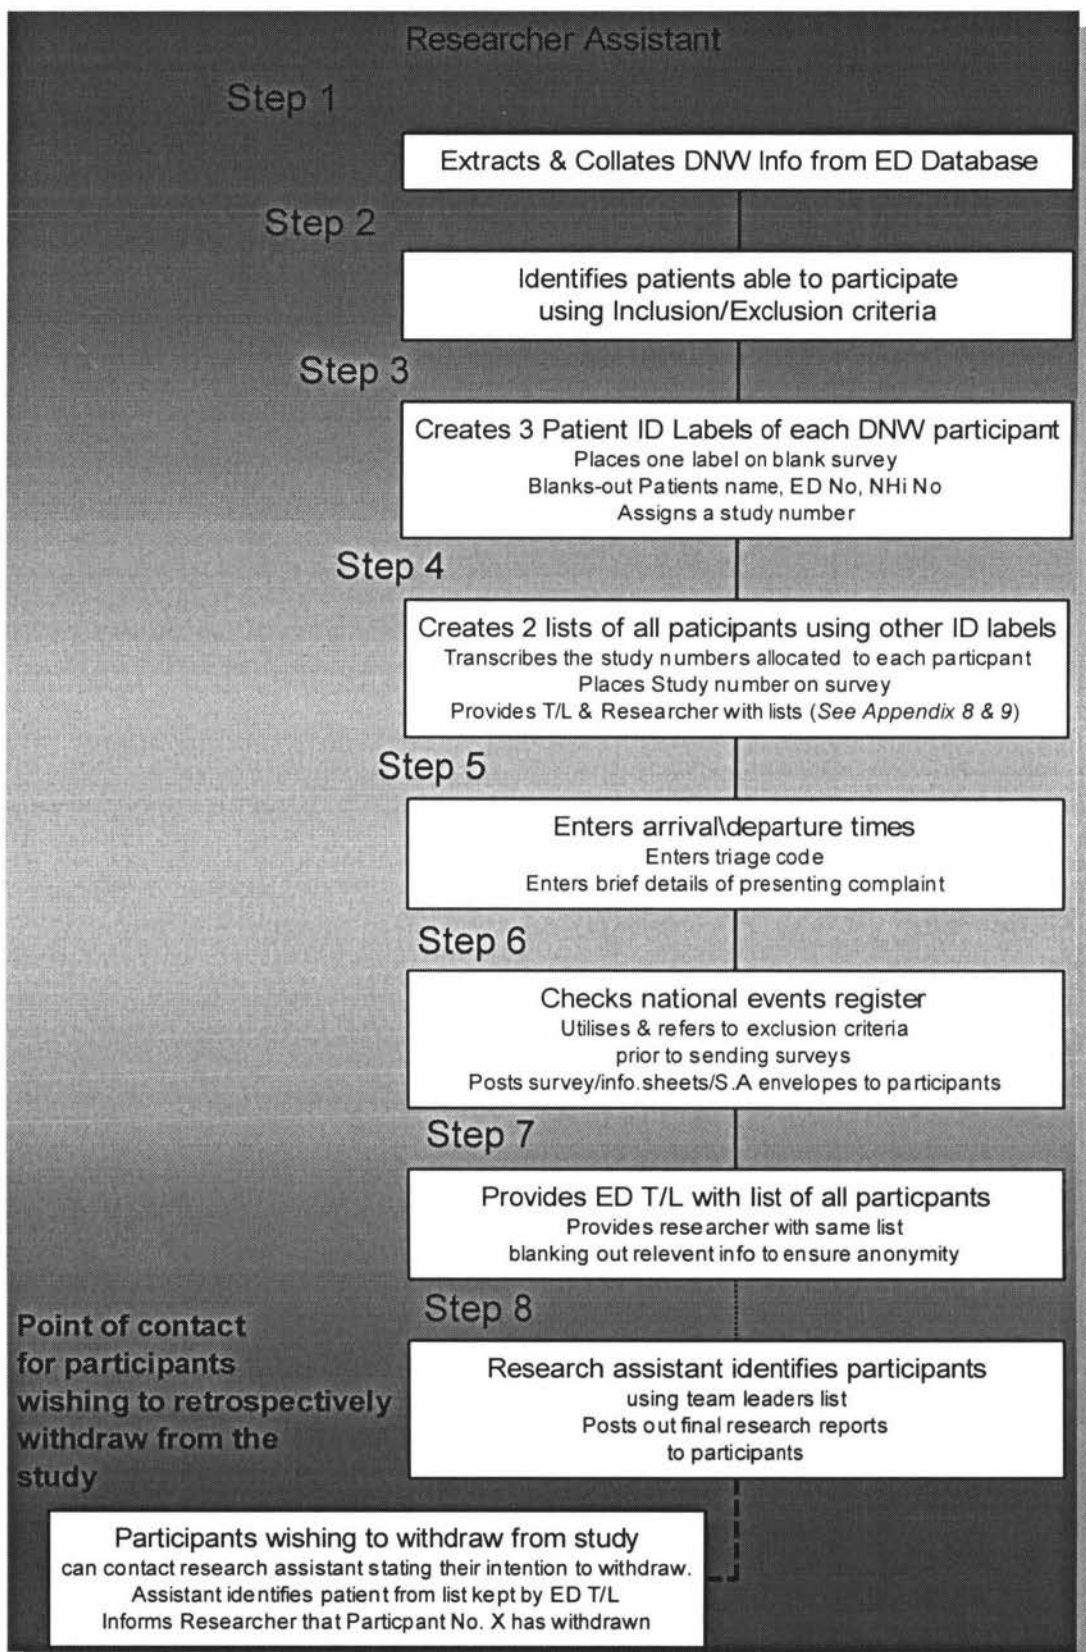 Researcher Assistant
Step 1
Extracts & Collates DNW Info from ED Database
Step 2
Identifies patients able to participate
using Inclusion/Exclusion criteria
Step 3
Creates 3 Patient ID Labels of each DNW participant
Places one label on blank survey
Blanks-out Patients name, ED No, NHi No
Assigns a study number
Step 4
Creates 2 lists of all paticipants using other ID labels
Transcribes the study numbers allocated to each particpant
Places Study number on survey
Provides T/L & Researcher with lists (See Appendix 8 & 9)
Step 5
Enters arrival\departure times
Enters triage code
Enters brief details of presenting complaint
Step 6
Checks national events register
Utilises & refers to exclusion criteria
prior to sending surveys
Posts survey/info.sheets/S.A envelopes to participants
Step 7
Provides ED T/L with list of all particpants
Provides researcher with same list
blanking out relevent info to ensure anonymity
Step 8
Research assistant identifies participants
using team leaders list
Posts out final research reports
to participants
Point of contact
for participants
wishing to retrospectively
withdraw from the
study
Participants wishing to withdraw from study
can contact research assistant stating their intention to withdraw.
Assistant identifies patient from list kept by ED T/L
Informs Researcher that Particpant No. X has withdrawn